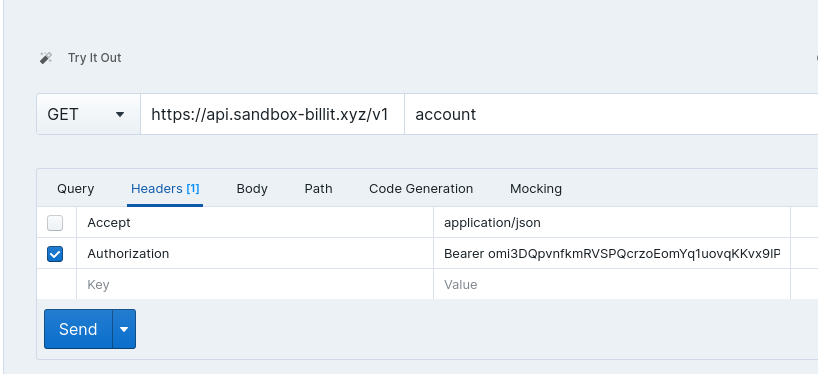 Try It Out
GET https://api.sandbox-billit.xyz/v1 account
Query Headers [1] Body Path Code Generation Mocking
Accept application/json
Authorization Bearer omi3DQpvnfkmRVSPQcrzoEomYq1uovqKKvx9IP
Key Value
Send